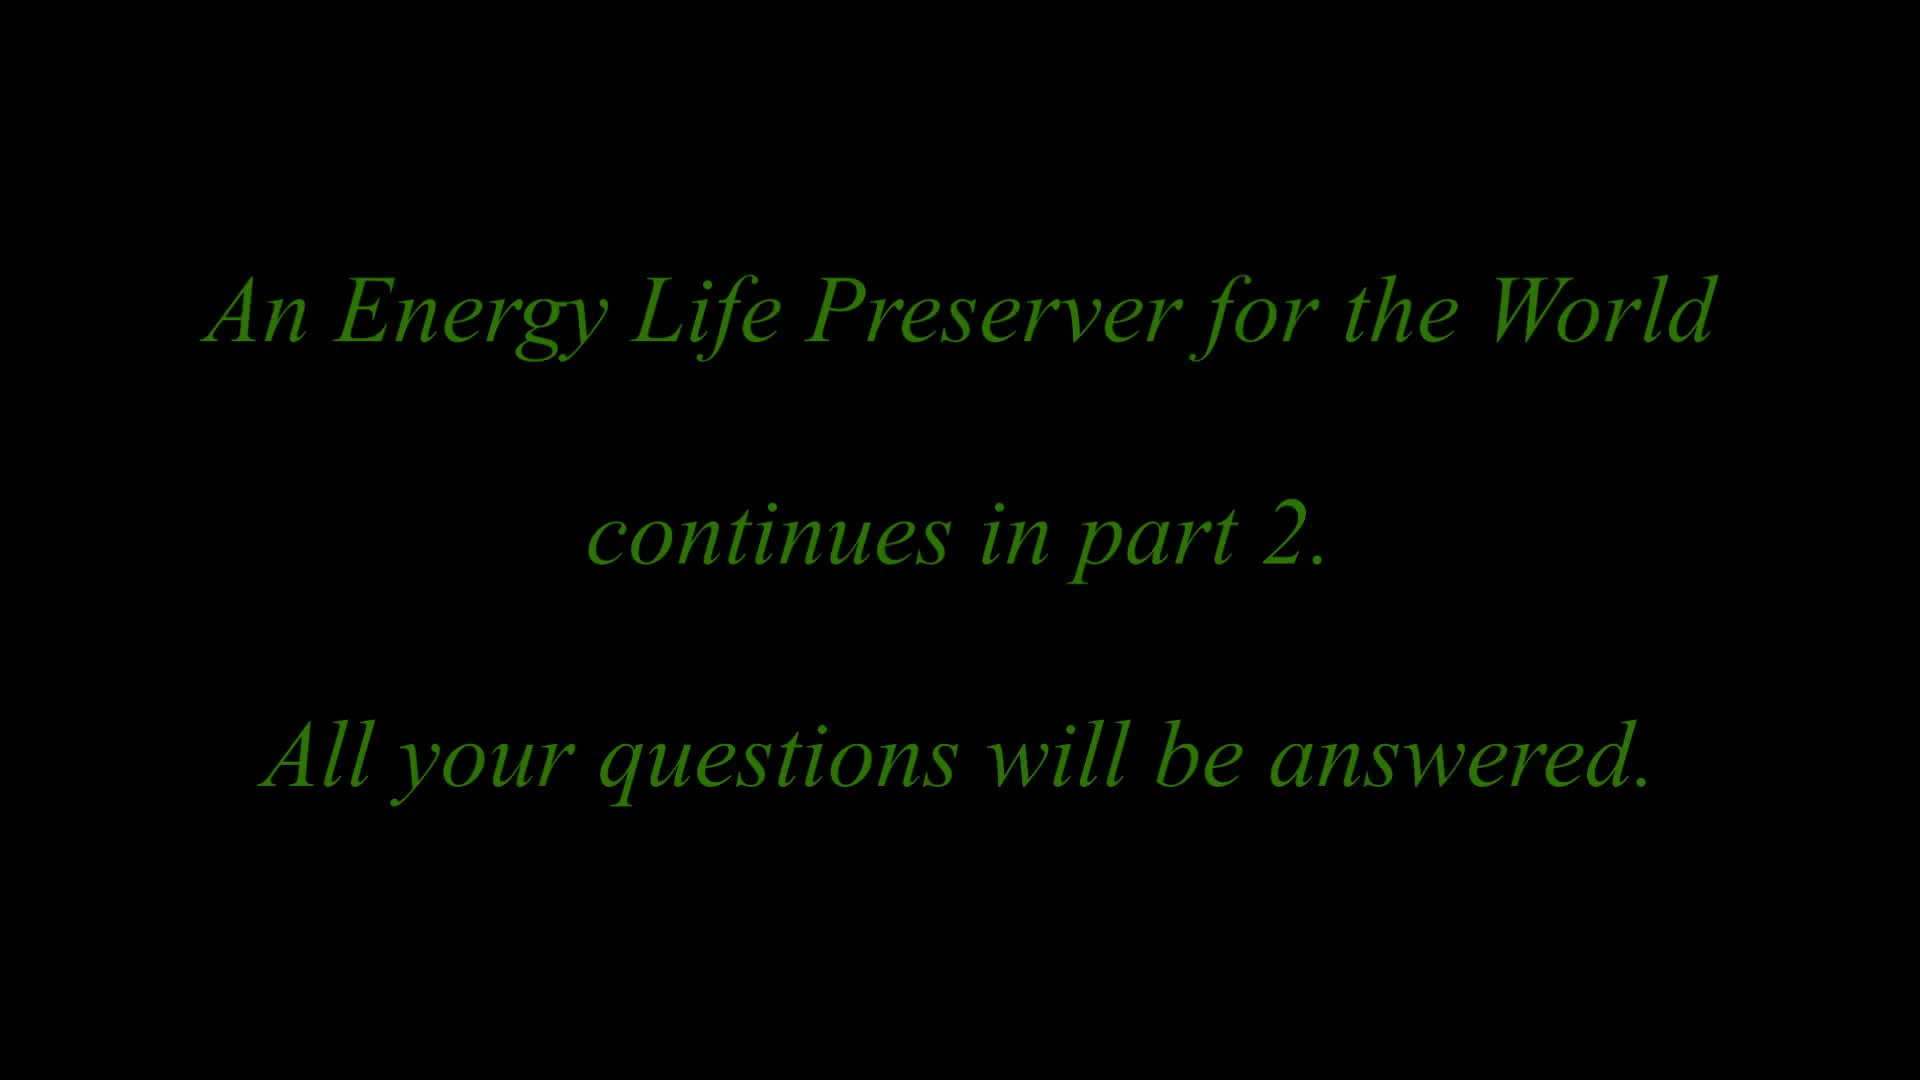 An Energy Life Preserver for the World
continues in part 2.
All your questions will be answered.